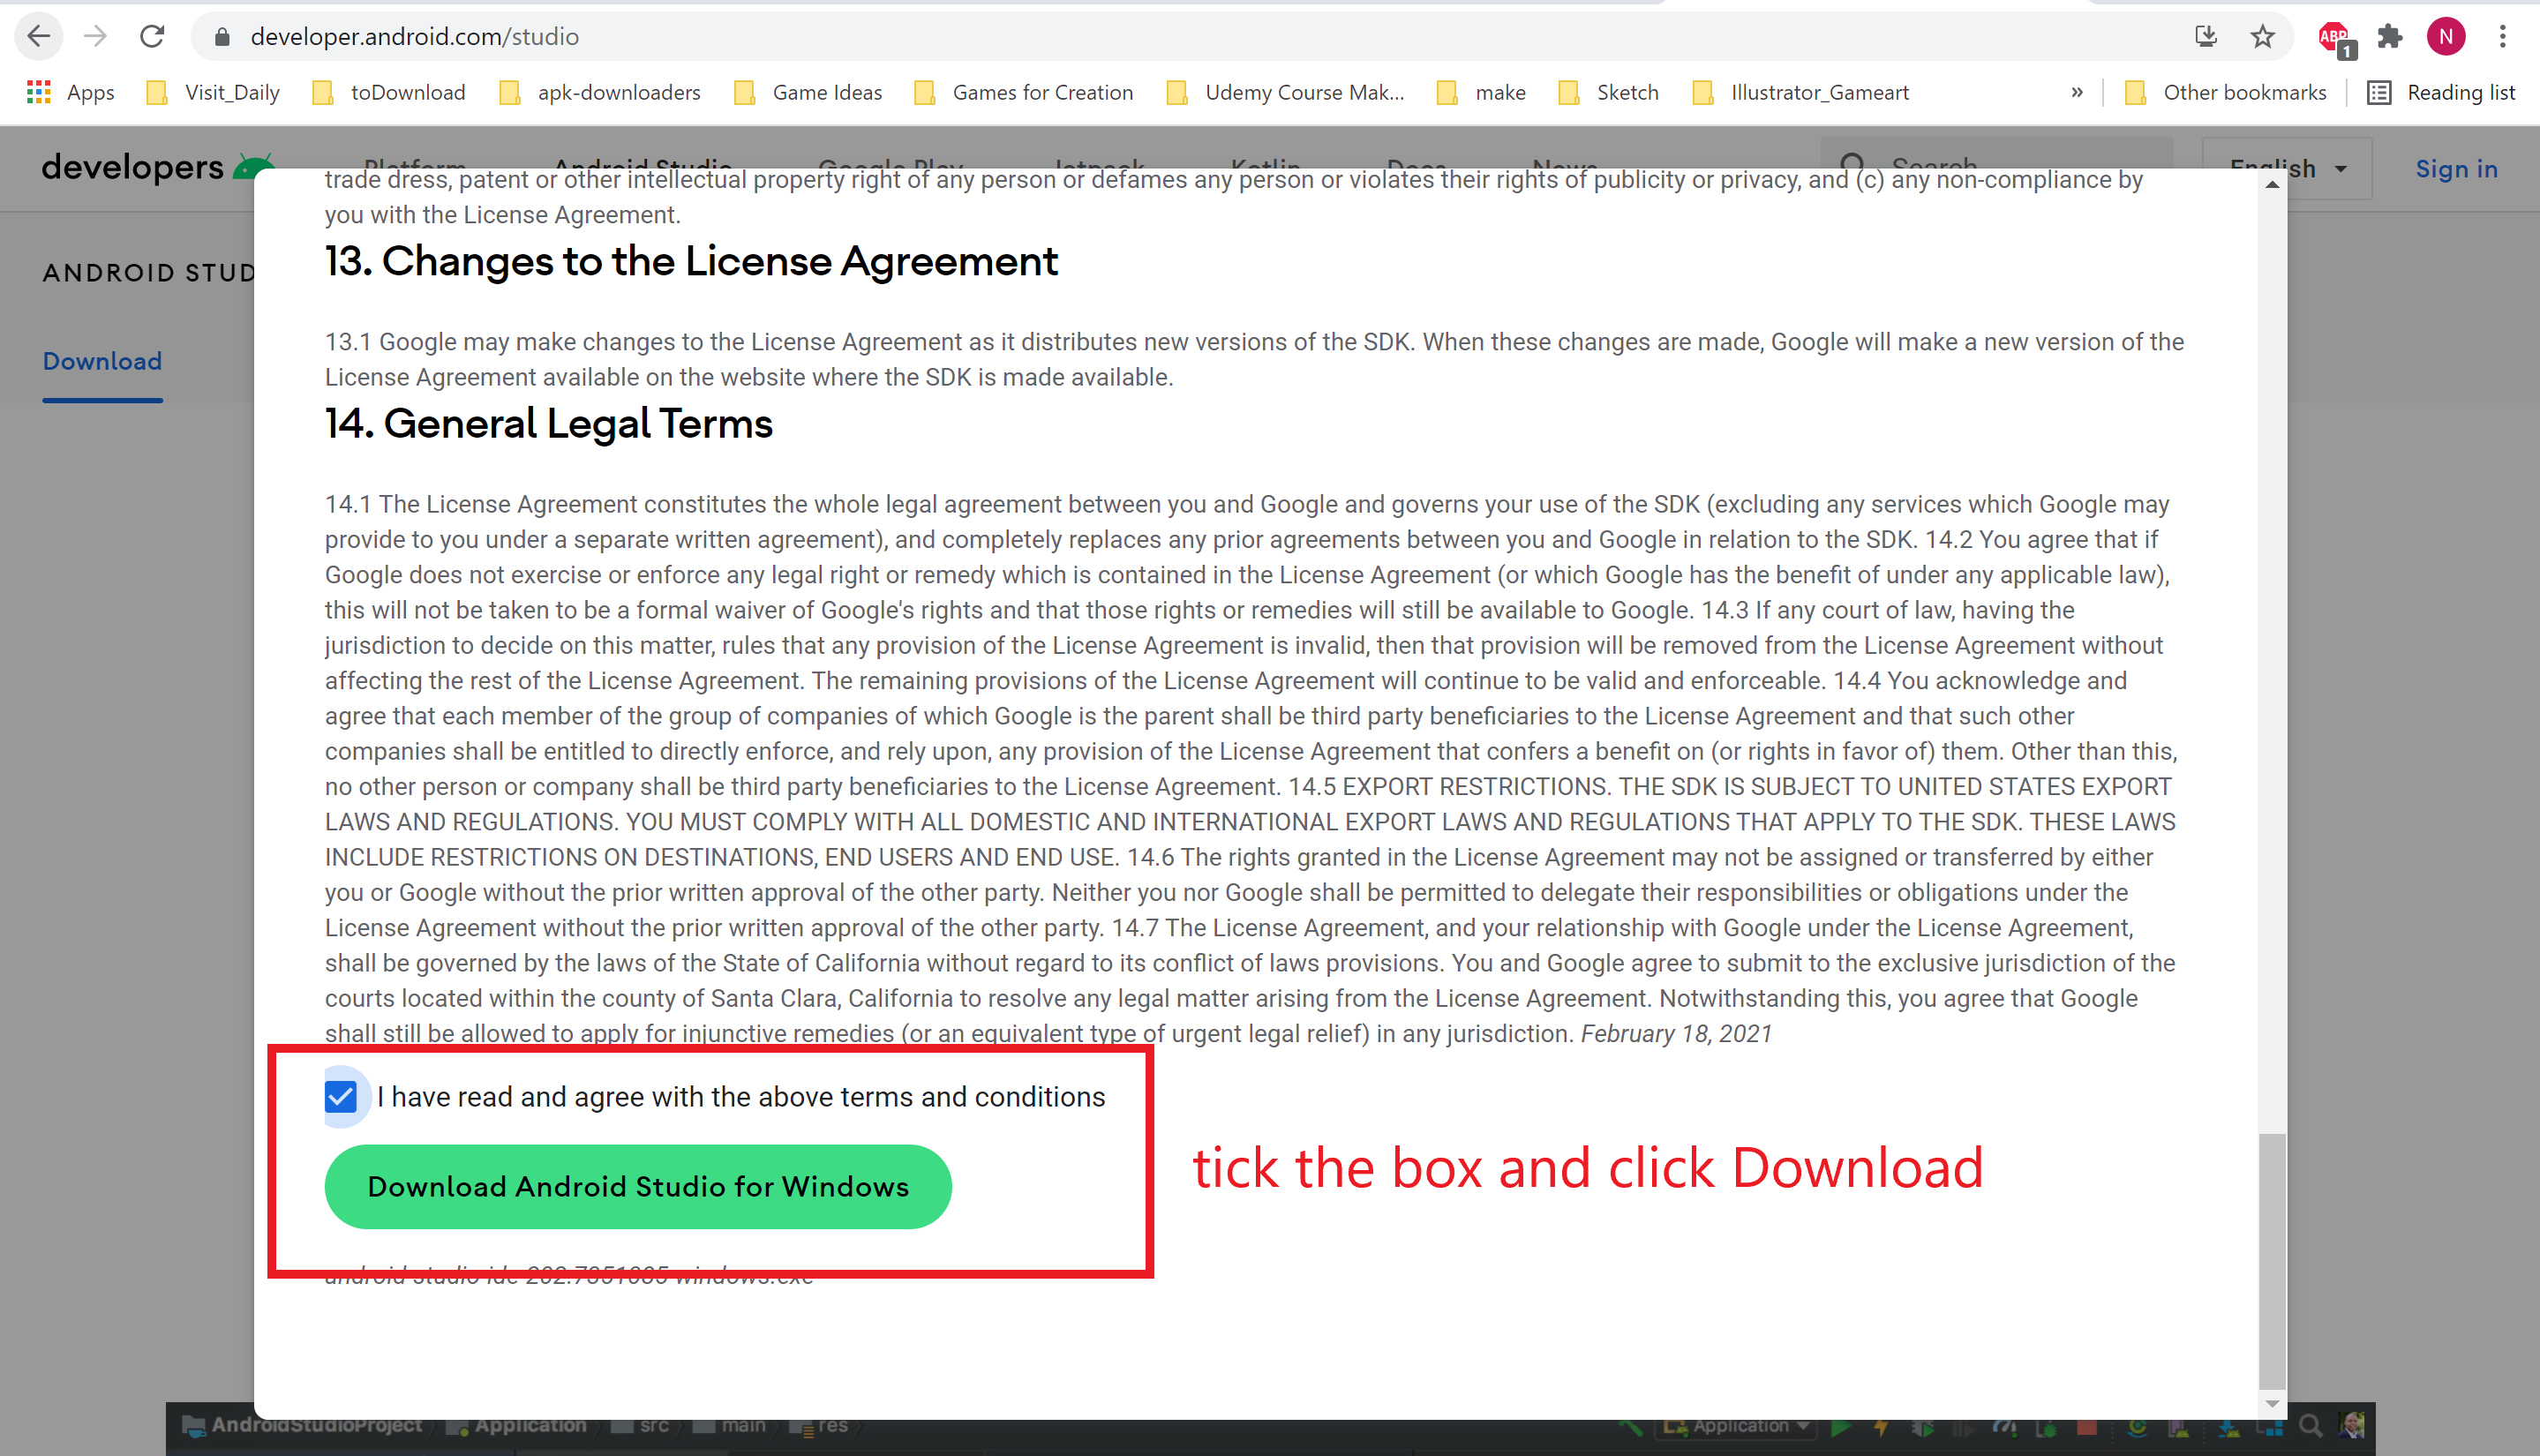 developer.android.com/studio
ABP
1
N
Apps
Visit_Daily
toDownload
apk-downloaders
Game Ideas
Games for Creation
Udemy Course Mak...
make
Sketch
Illustrator_Gameart
»
Other bookmarks
Reading list
developers
Platform
Android Studio
Google Play
Jetpack
Kotlin
Docs
News
Search
English
Sign in
ANDROID STUD
Download
trade dress, patent or other intellectual property right of any person or defames any person or violates their rights of publicity or privacy, and (c) any non-compliance by
you with the License Agreement.
13. Changes to the License Agreement
13.1 Google may make changes to the License Agreement as it distributes new versions of the SDK. When these changes are made, Google will make a new version of the
License Agreement available on the website where the SDK is made available.
14. General Legal Terms
14.1 The License Agreement constitutes the whole legal agreement between you and Google and governs your use of the SDK (excluding any services which Google may
provide to you under a separate written agreement), and completely replaces any prior agreements between you and Google in relation to the SDK. 14.2 You agree that if
Google does not exercise or enforce any legal right or remedy which is contained in the License Agreement (or which Google has the benefit of under any applicable law),
this will not be taken to be a formal waiver of Google's rights and that those rights or remedies will still be available to Google. 14.3 If any court of law, having the
jurisdiction to decide on this matter, rules that any provision of the License Agreement is invalid, then that provision will be removed from the License Agreement without
affecting the rest of the License Agreement. The remaining provisions of the License Agreement will continue to be valid and enforceable. 14.4 You acknowledge and
agree that each member of the group of companies of which Google is the parent shall be third party beneficiaries to the License Agreement and that such other
companies shall be entitled to directly enforce, and rely upon, any provision of the License Agreement that confers a benefit on (or rights in favor of) them. Other than this,
no other person or company shall be third party beneficiaries to the License Agreement. 14.5 EXPORT RESTRICTIONS. THE SDK IS SUBJECT TO UNITED STATES EXPORT
LAWS AND REGULATIONS. YOU MUST COMPLY WITH ALL DOMESTIC AND INTERNATIONAL EXPORT LAWS AND REGULATIONS THAT APPLY TO THE SDK. THESE LAWS
INCLUDE RESTRICTIONS ON DESTINATIONS, END USERS AND END USE. 14.6 The rights granted in the License Agreement may not be assigned or transferred by either
you or Google without the prior written approval of the other party. Neither you nor Google shall be permitted to delegate their responsibilities or obligations under the
License Agreement without the prior written approval of the other party. 14.7 The License Agreement, and your relationship with Google under the License Agreement,
shall be governed by the laws of the State of California without regard to its conflict of laws provisions. You and Google agree to submit to the exclusive jurisdiction of the
courts located within the county of Santa Clara, California to resolve any legal matter arising from the License Agreement. Notwithstanding this, you agree that Google
shall still be allowed to apply for injunctive remedies (or an equivalent type of urgent legal relief) in any jurisdiction. February 18, 2021
I have read and agree with the above terms and conditions
Download Android Studio for Windows
tick the box and click Download
android-studio-ide-202.7351085-windows.exe
AndroidStudioProject
Application
src
main
res
Application